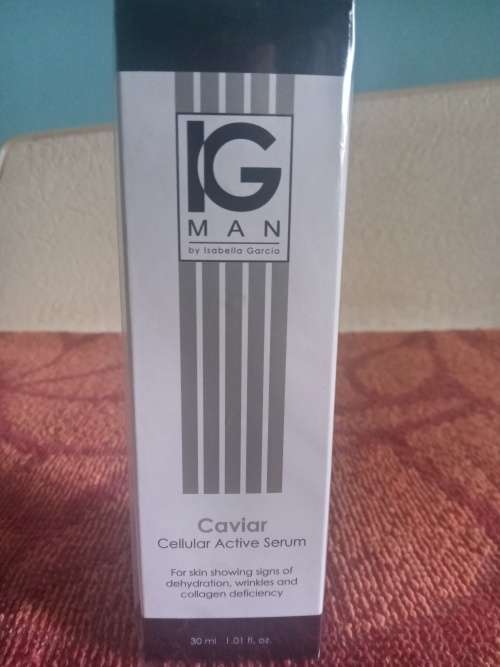 IG
MAN
by Isabella Garcia
Caviar
Cellular Active Serum
For skin showing signs of
dehydration, wrinkles and
collagen deficiency
30 ml 1.01 fl. oz.